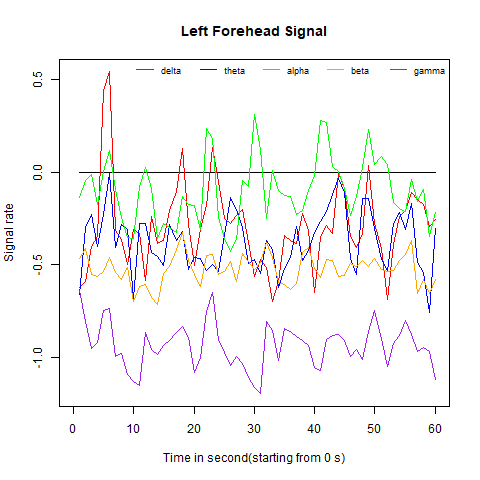 Left Forehead Signal
delta theta alpha beta gamma
Signal rate
0.5
0.0
-0.5
-1.0
0 10 20 30 40 50 60
Time in second(starting from 0 s)